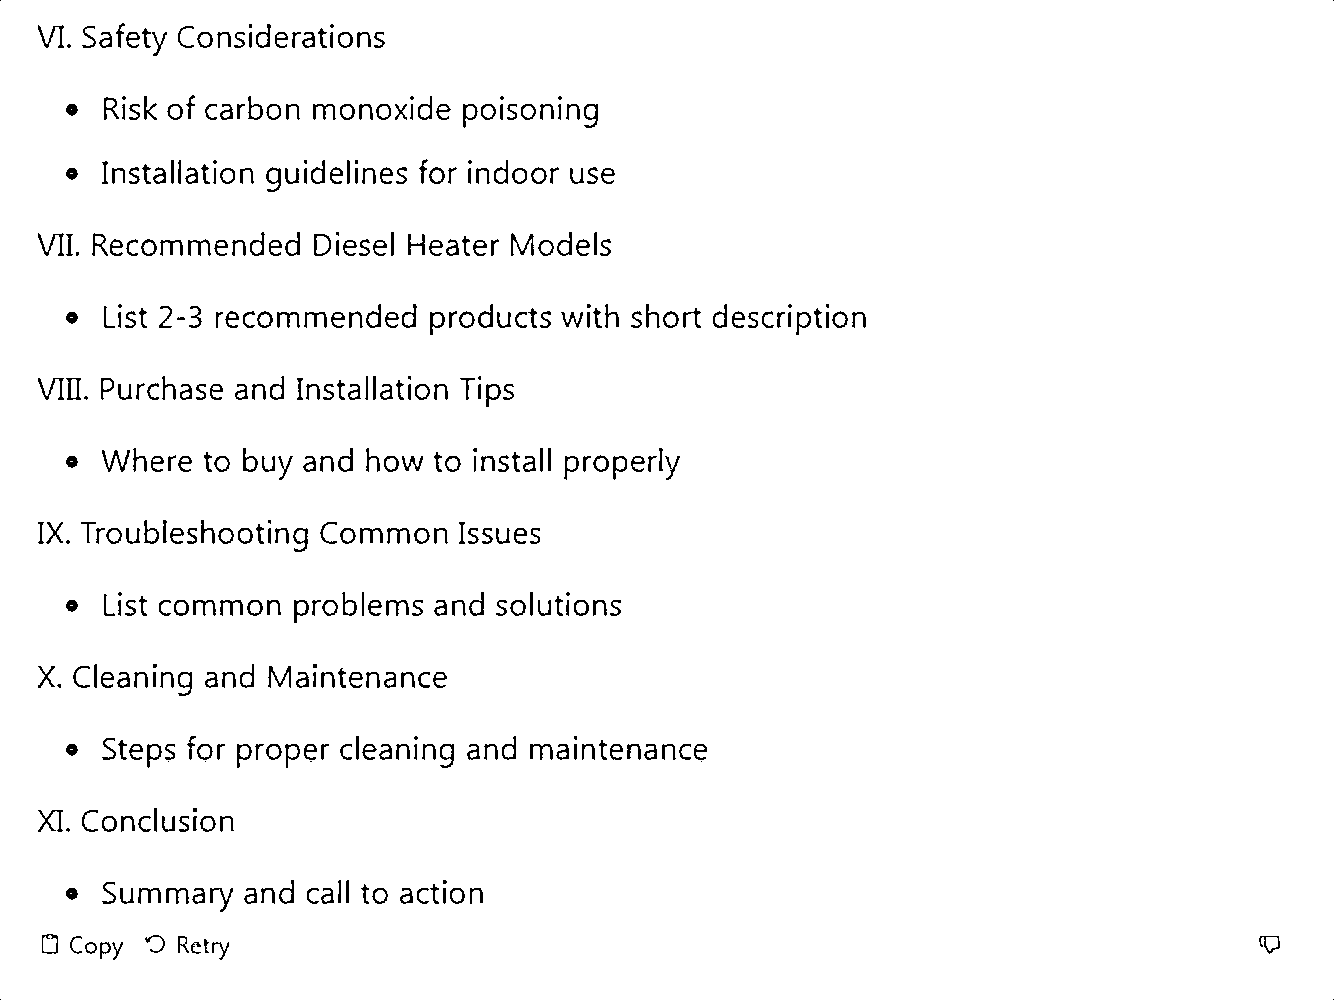 VI. Safety Considerations
• Risk of carbon monoxide poisoning
• Installation guidelines for indoor use
VII. Recommended Diesel Heater Models
• List 2-3 recommended products with short description
VIII. Purchase and Installation Tips
• Where to buy and how to install properly
IX. Troubleshooting Common Issues
• List common problems and solutions
X. Cleaning and Maintenance
• Steps for proper cleaning and maintenance
XI. Conclusion
• Summary and call to action
Copy Retry